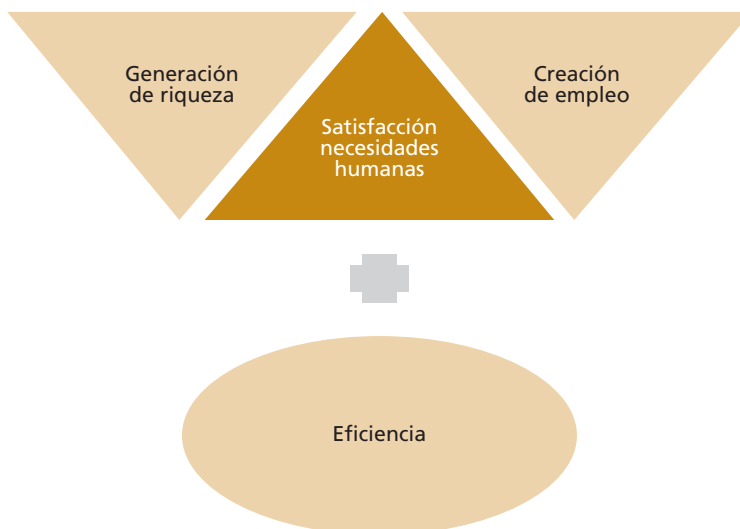 Generación
de riqueza
Satisfacción
necesidades
humanas
Creación
de empleo
Eficiencia